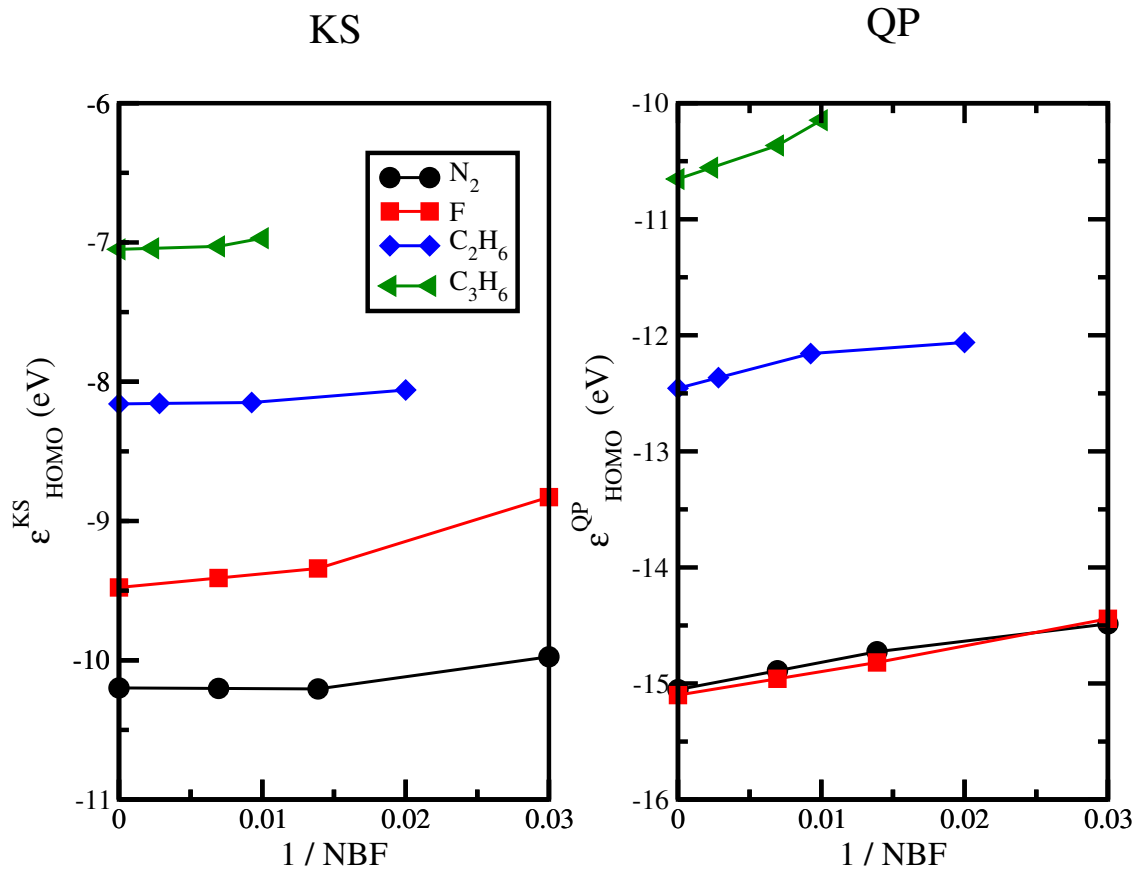 KS
QP
-6
-7
-8
-9
-10
-11
ε^KS_HOMO (eV)
N₂
F
C₂H₆
C₃H₆
0
0.01
0.02
0.03
1 / NBF
-10
-11
-12
-13
-14
-15
-16
ε^QP_HOMO (eV)
0
0.01
0.02
0.03
1 / NBF